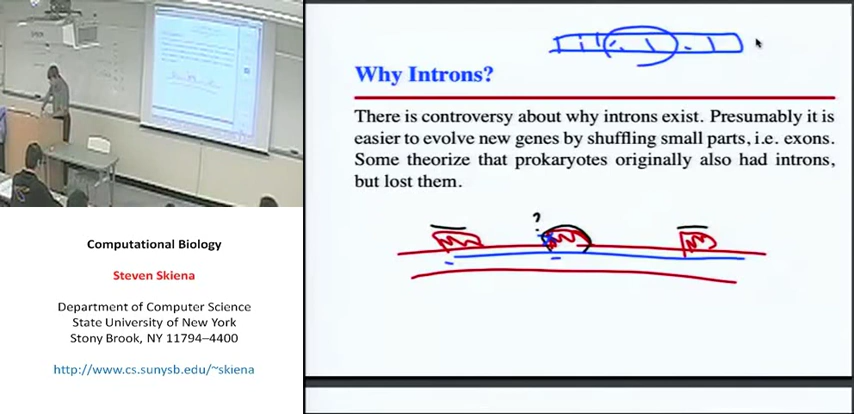 Why Introns?
There is controversy about why introns exist. Presumably it is
easier to evolve new genes by shuffling small parts, i.e. exons.
Some theorize that prokaryotes originally also had introns,
but lost them.
?
Computational Biology
Steven Skiena
Department of Computer Science
State University of New York
Stony Brook, NY 11794–4400
http://www.cs.sunysb.edu/~skiena